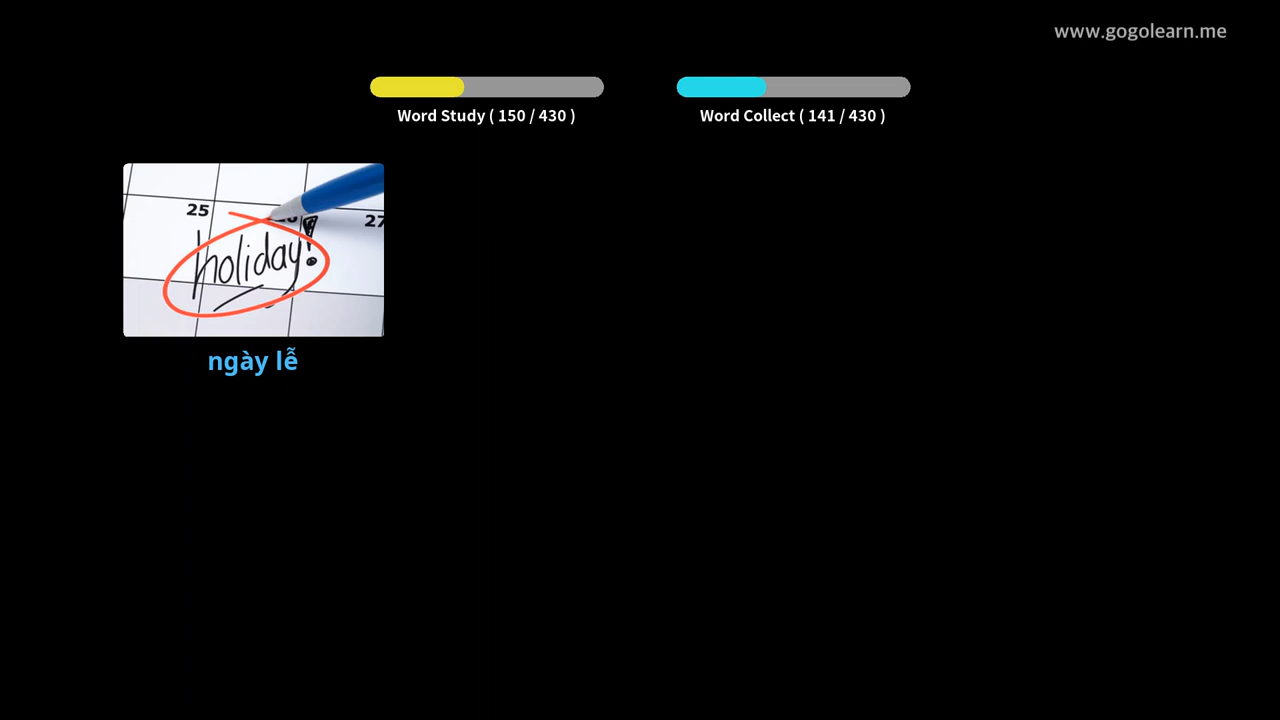 www.gogolearn.me
Word Study ( 150 / 430 )
Word Collect ( 141 / 430 )
25
27
holiday!
ngày lễ